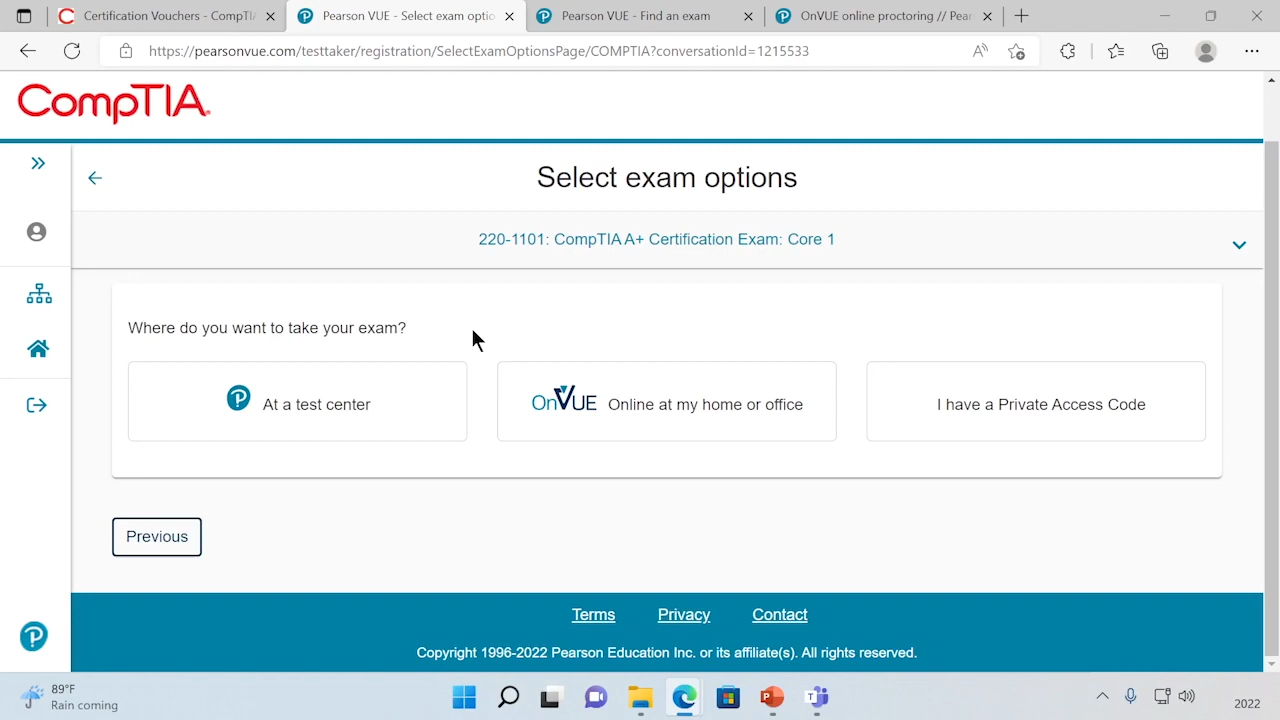 Certification Vouchers - CompTI
Pearson VUE - Select exam optio
Pearson VUE - Find an exam
OnVUE online proctoring // Pear
https://pearsonvue.com/testtaker/registration/SelectExamOptionsPage/COMPTIA?conversationId=1215533
CompTIA.
Select exam options
220-1101: CompTIA A+ Certification Exam: Core 1
Where do you want to take your exam?
At a test center
OnVUE Online at my home or office
I have a Private Access Code
Previous
Terms Privacy Contact
Copyright 1996-2022 Pearson Education Inc. or its affiliate(s). All rights reserved.
89°F
Rain coming
2022